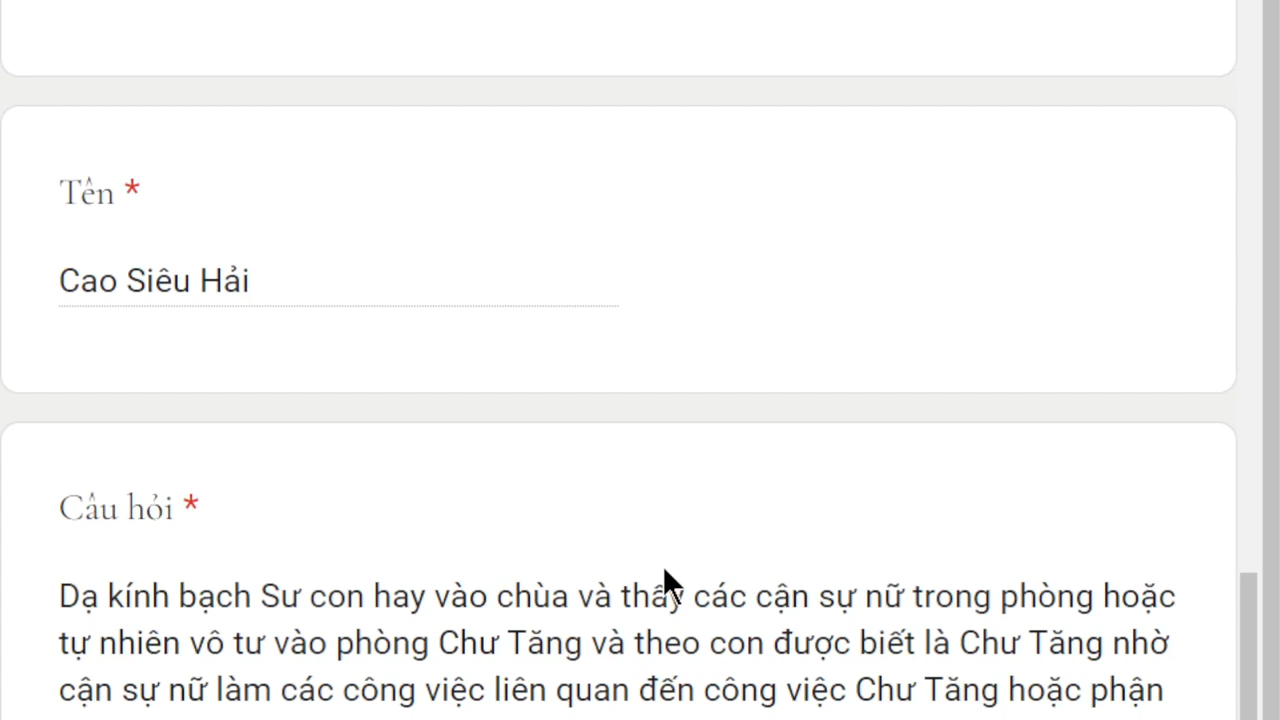 Tên *
Cao Siêu Hải
Câu hỏi *
Dạ kính bạch Sư con hay vào chùa và thấy các cận sự nữ trong phòng hoặc
tự nhiên vô tư vào phòng Chư Tăng và theo con được biết là Chư Tăng nhờ
cận sự nữ làm các công việc liên quan đến công việc Chư Tăng hoặc phận